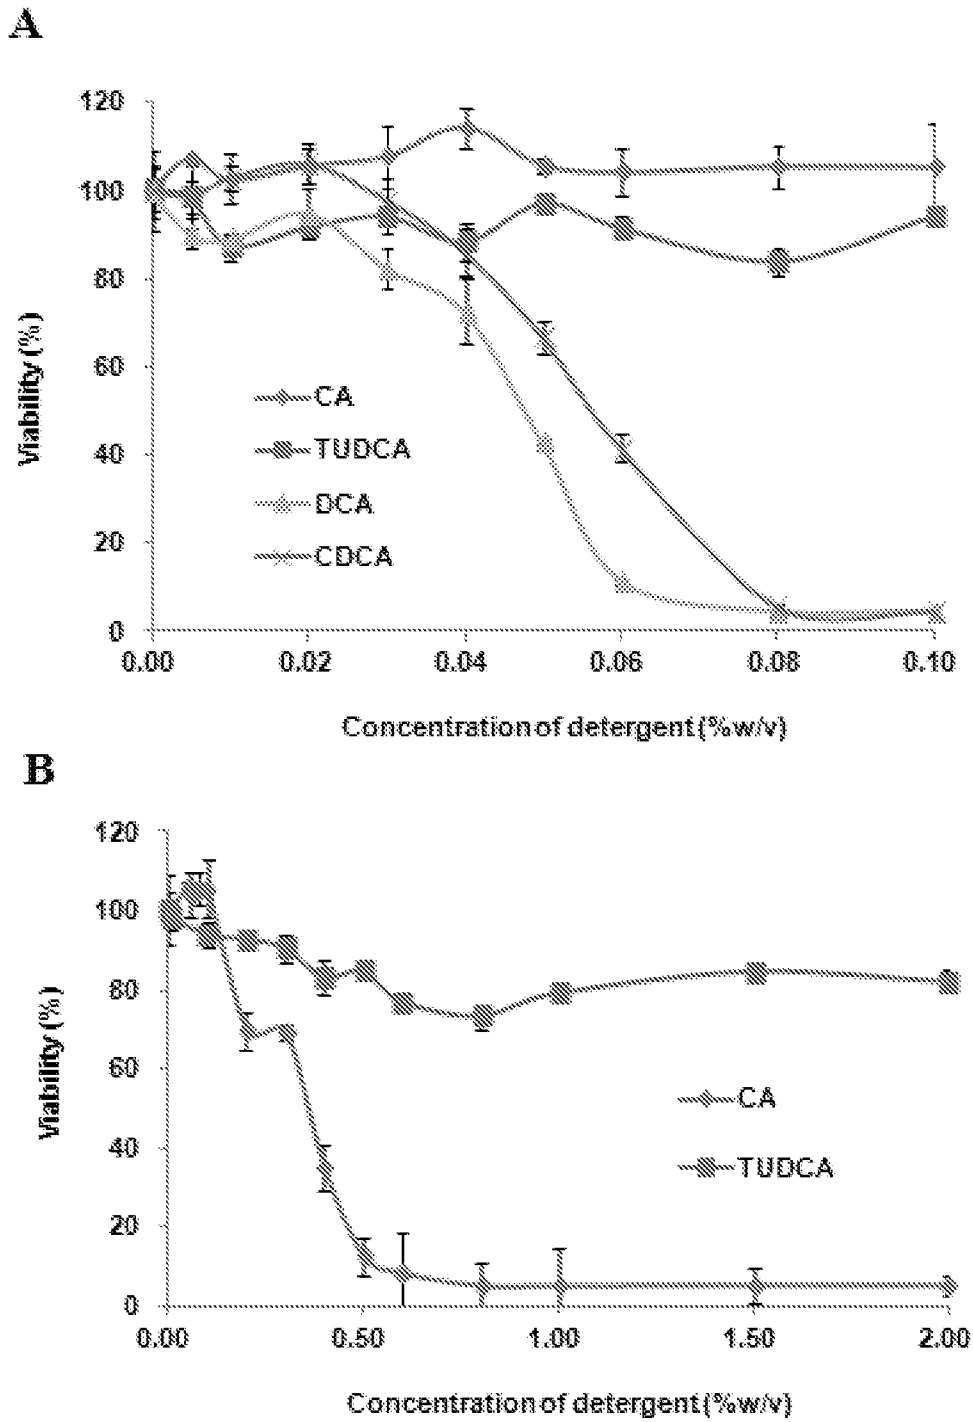 A
120
100
80
60
40
20
0
Viability (%)
CA
TUDCA
DCA
CDCA
0.00 0.02 0.04 0.06 0.08 0.10
Concentration of detergent (%w/v)
B
120
100
80
60
40
20
0
Viability (%)
CA
TUDCA
0.00 0.50 1.00 1.50 2.00
Concentration of detergent (%w/v)